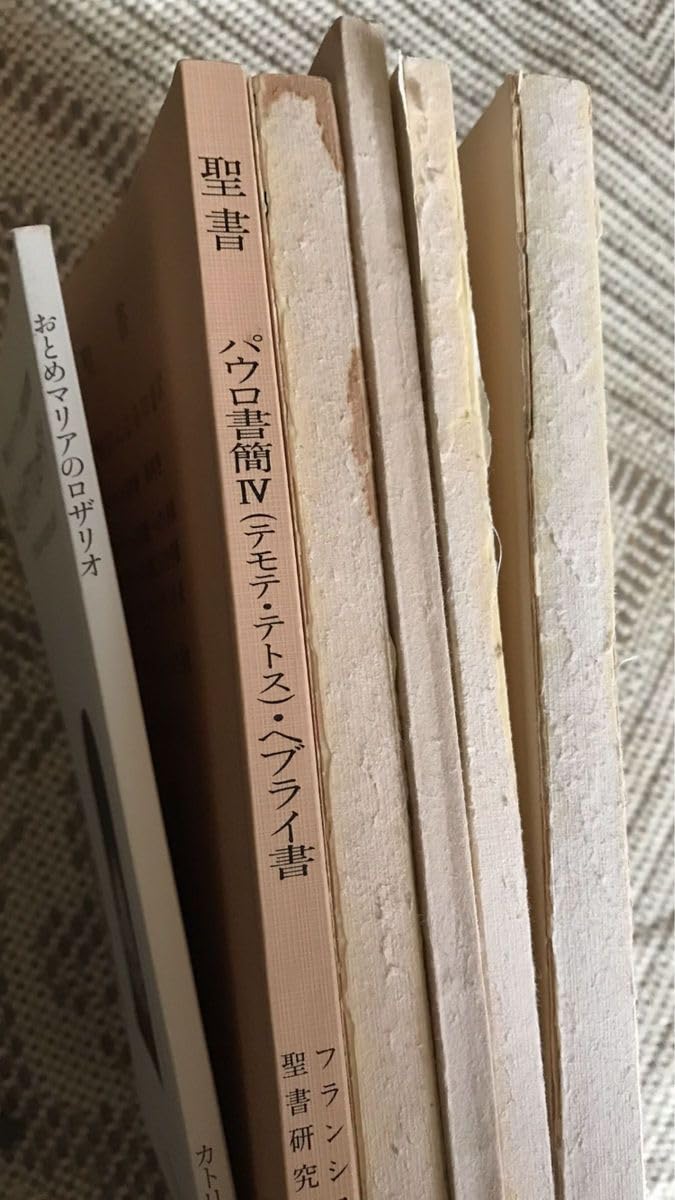 おとめマリアのロザリオ
カトリ
聖書
パウロ書簡Ⅳ(テモテ・テトス)・ヘブライ書
フランシス
聖書研究